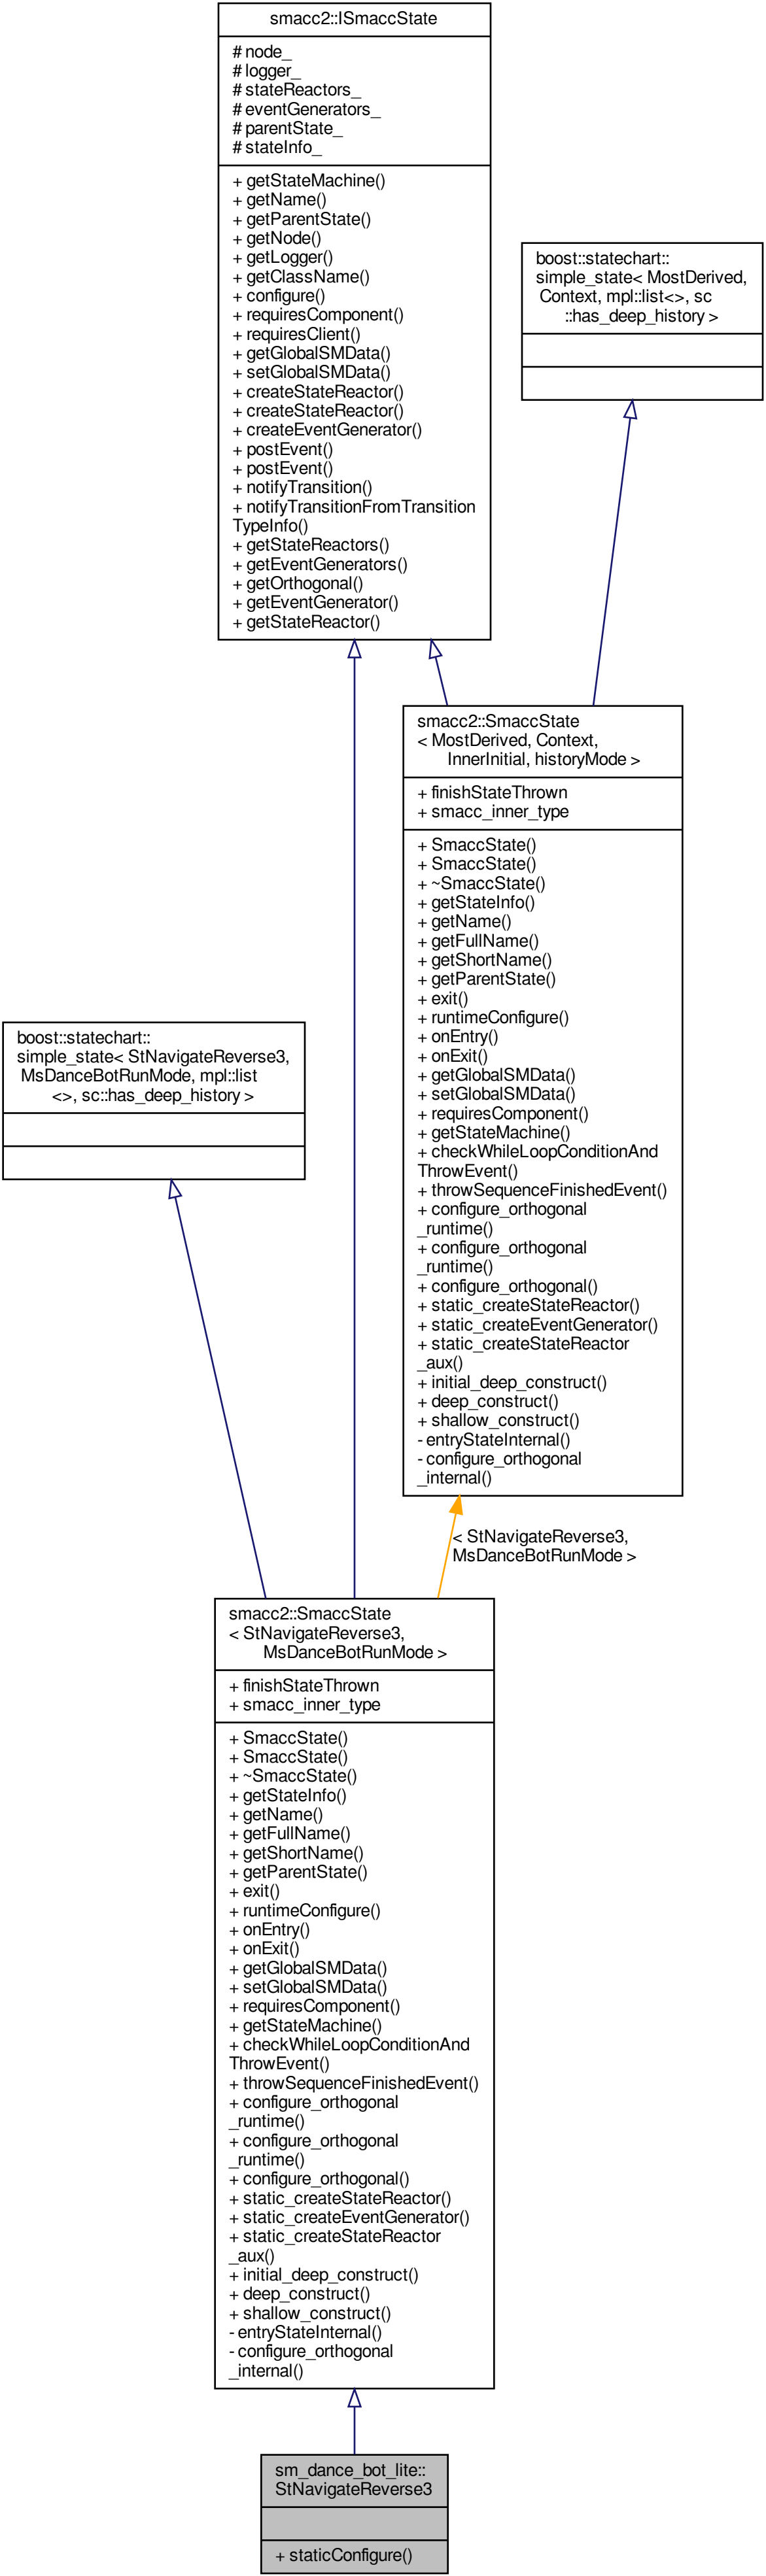 smacc2::ISmaccState
# node_
# logger_
# stateReactors_
# eventGenerators_
# parentState_
# stateInfo_
+ getStateMachine()
+ getName()
+ getParentState()
+ getNode()
+ getLogger()
+ getClassName()
+ configure()
+ requiresComponent()
+ requiresClient()
+ getGlobalSMData()
+ setGlobalSMData()
+ createStateReactor()
+ createStateReactor()
+ createEventGenerator()
+ postEvent()
+ postEvent()
+ notifyTransition()
+ notifyTransitionFromTransition
TypeInfo()
+ getStateReactors()
+ getEventGenerators()
+ getOrthogonal()
+ getEventGenerator()
+ getStateReactor()
boost::statechart::
simple_state< MostDerived,
Context, mpl::list<>, sc
::has_deep_history >
smacc2::SmaccState
< MostDerived, Context,
InnerInitial, historyMode >
+ finishStateThrown
+ smacc_inner_type
+ SmaccState()
+ SmaccState()
+ ~SmaccState()
+ getStateInfo()
+ getName()
+ getFullName()
+ getShortName()
+ getParentState()
+ exit()
+ runtimeConfigure()
+ onEntry()
+ onExit()
+ getGlobalSMData()
+ setGlobalSMData()
+ requiresComponent()
+ getStateMachine()
+ checkWhileLoopConditionAnd
ThrowEvent()
+ throwSequenceFinishedEvent()
+ configure_orthogonal
_runtime()
+ configure_orthogonal
_runtime()
+ configure_orthogonal()
+ static_createStateReactor()
+ static_createEventGenerator()
+ static_createStateReactor
_aux()
+ initial_deep_construct()
+ deep_construct()
+ shallow_construct()
- entryStateInternal()
- configure_orthogonal
_internal()
boost::statechart::
simple_state< StNavigateReverse3,
MsDanceBotRunMode, mpl::list
<>, sc::has_deep_history >
< StNavigateReverse3,
MsDanceBotRunMode >
smacc2::SmaccState
< StNavigateReverse3,
MsDanceBotRunMode >
+ finishStateThrown
+ smacc_inner_type
+ SmaccState()
+ SmaccState()
+ ~SmaccState()
+ getStateInfo()
+ getName()
+ getFullName()
+ getShortName()
+ getParentState()
+ exit()
+ runtimeConfigure()
+ onEntry()
+ onExit()
+ getGlobalSMData()
+ setGlobalSMData()
+ requiresComponent()
+ getStateMachine()
+ checkWhileLoopConditionAnd
ThrowEvent()
+ throwSequenceFinishedEvent()
+ configure_orthogonal
_runtime()
+ configure_orthogonal
_runtime()
+ configure_orthogonal()
+ static_createStateReactor()
+ static_createEventGenerator()
+ static_createStateReactor
_aux()
+ initial_deep_construct()
+ deep_construct()
+ shallow_construct()
- entryStateInternal()
- configure_orthogonal
_internal()
sm_dance_bot_lite::
StNavigateReverse3
+ staticConfigure()